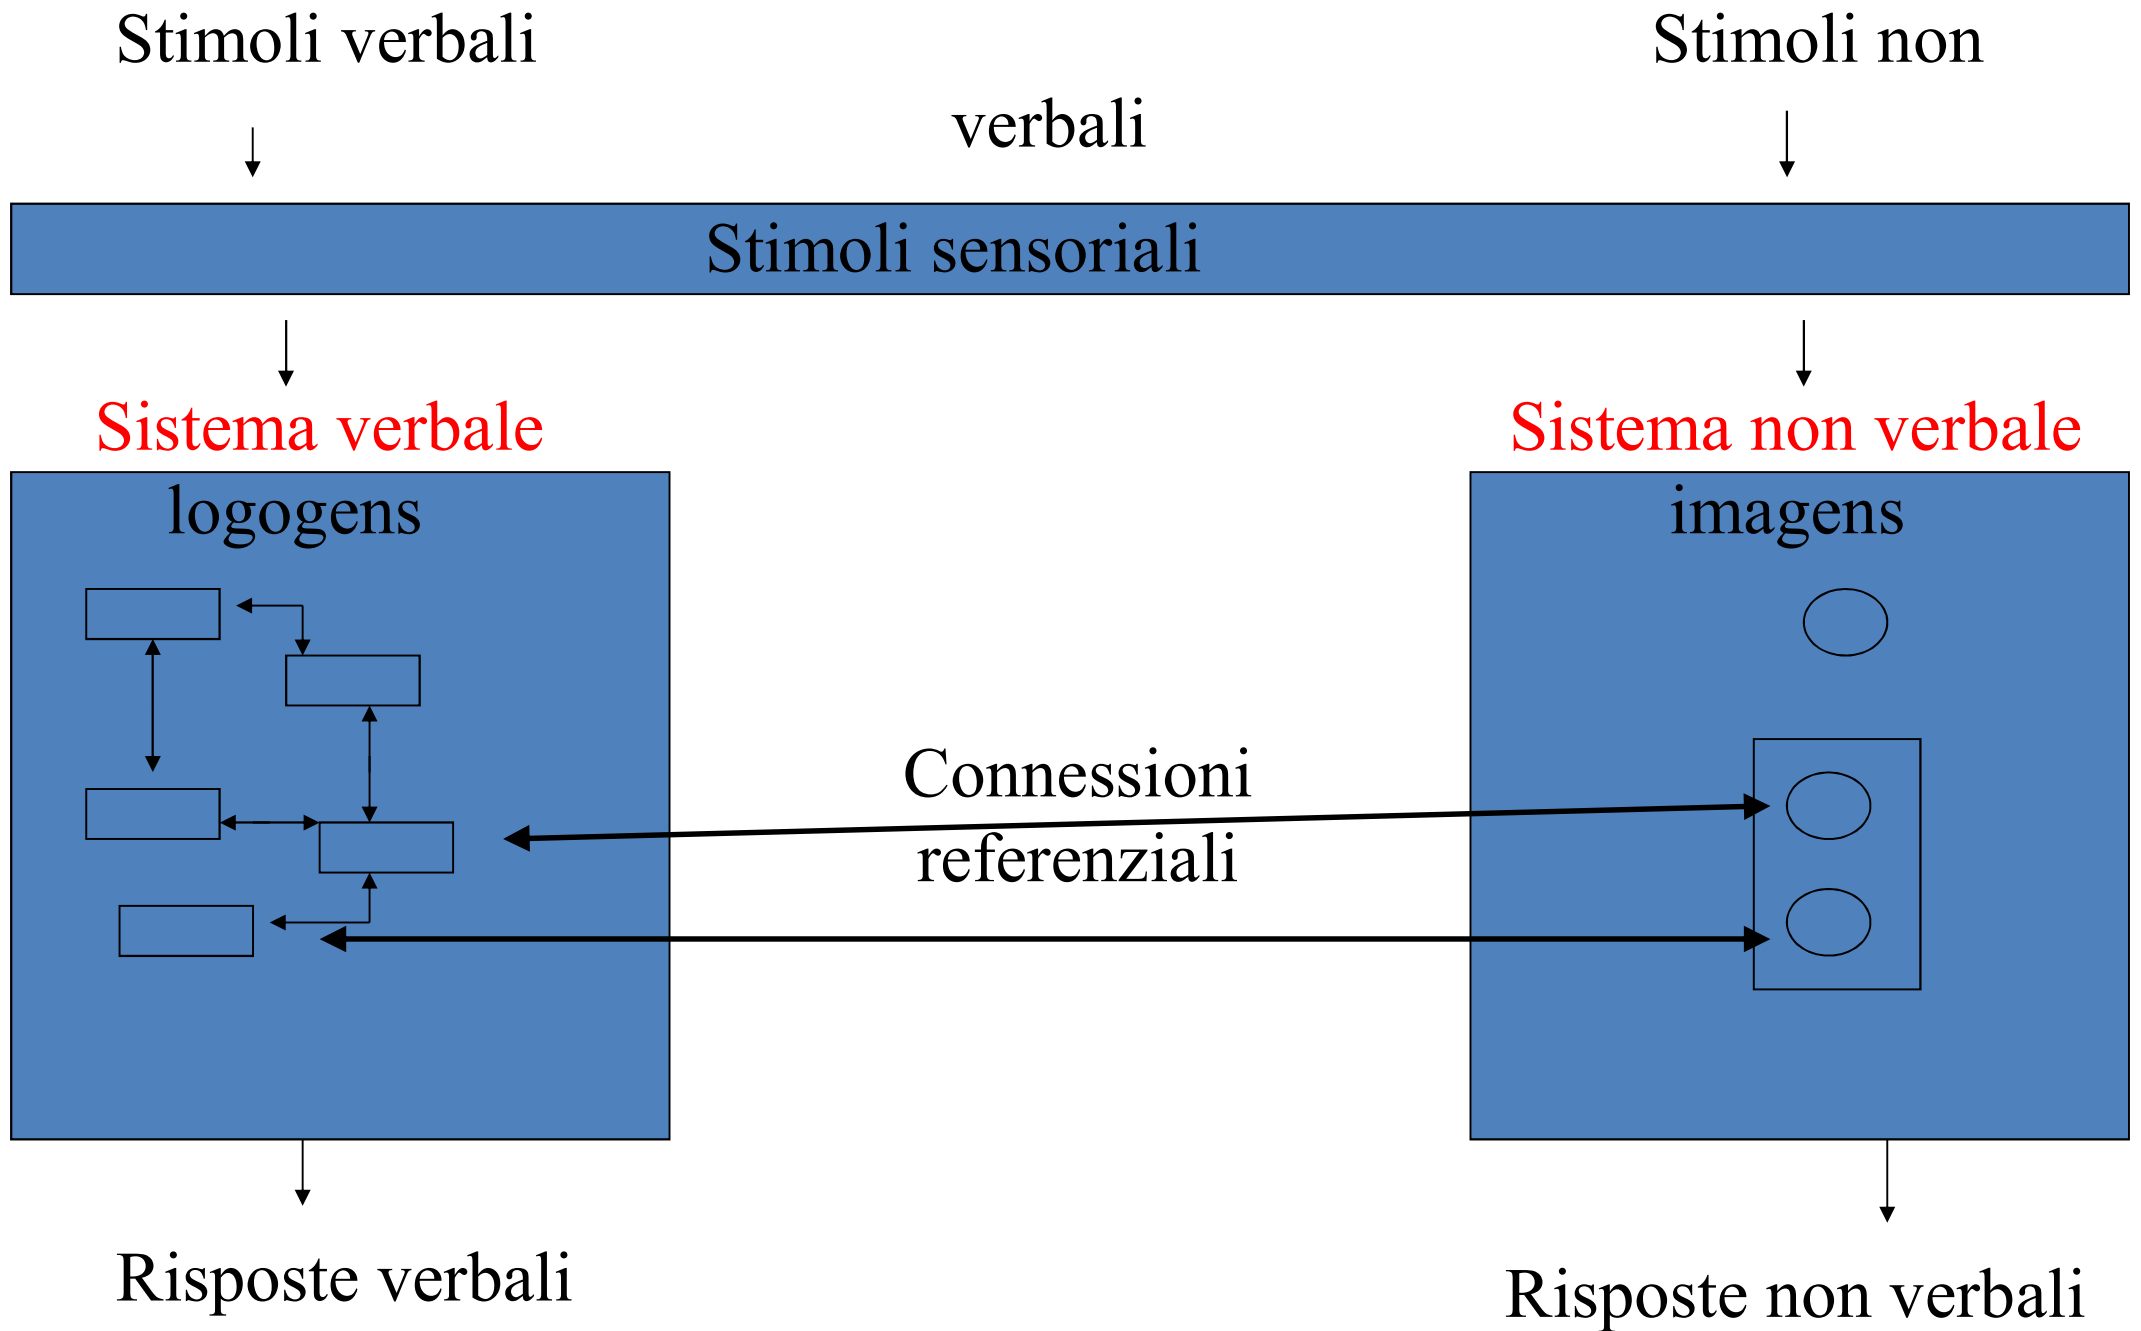 Stimoli verbali Stimoli non
verbali
Stimoli sensoriali
Sistema verbale Sistema non verbale
logogens imagens
Connessioni
referenziali
Risposte verbali
Risposte non verbali